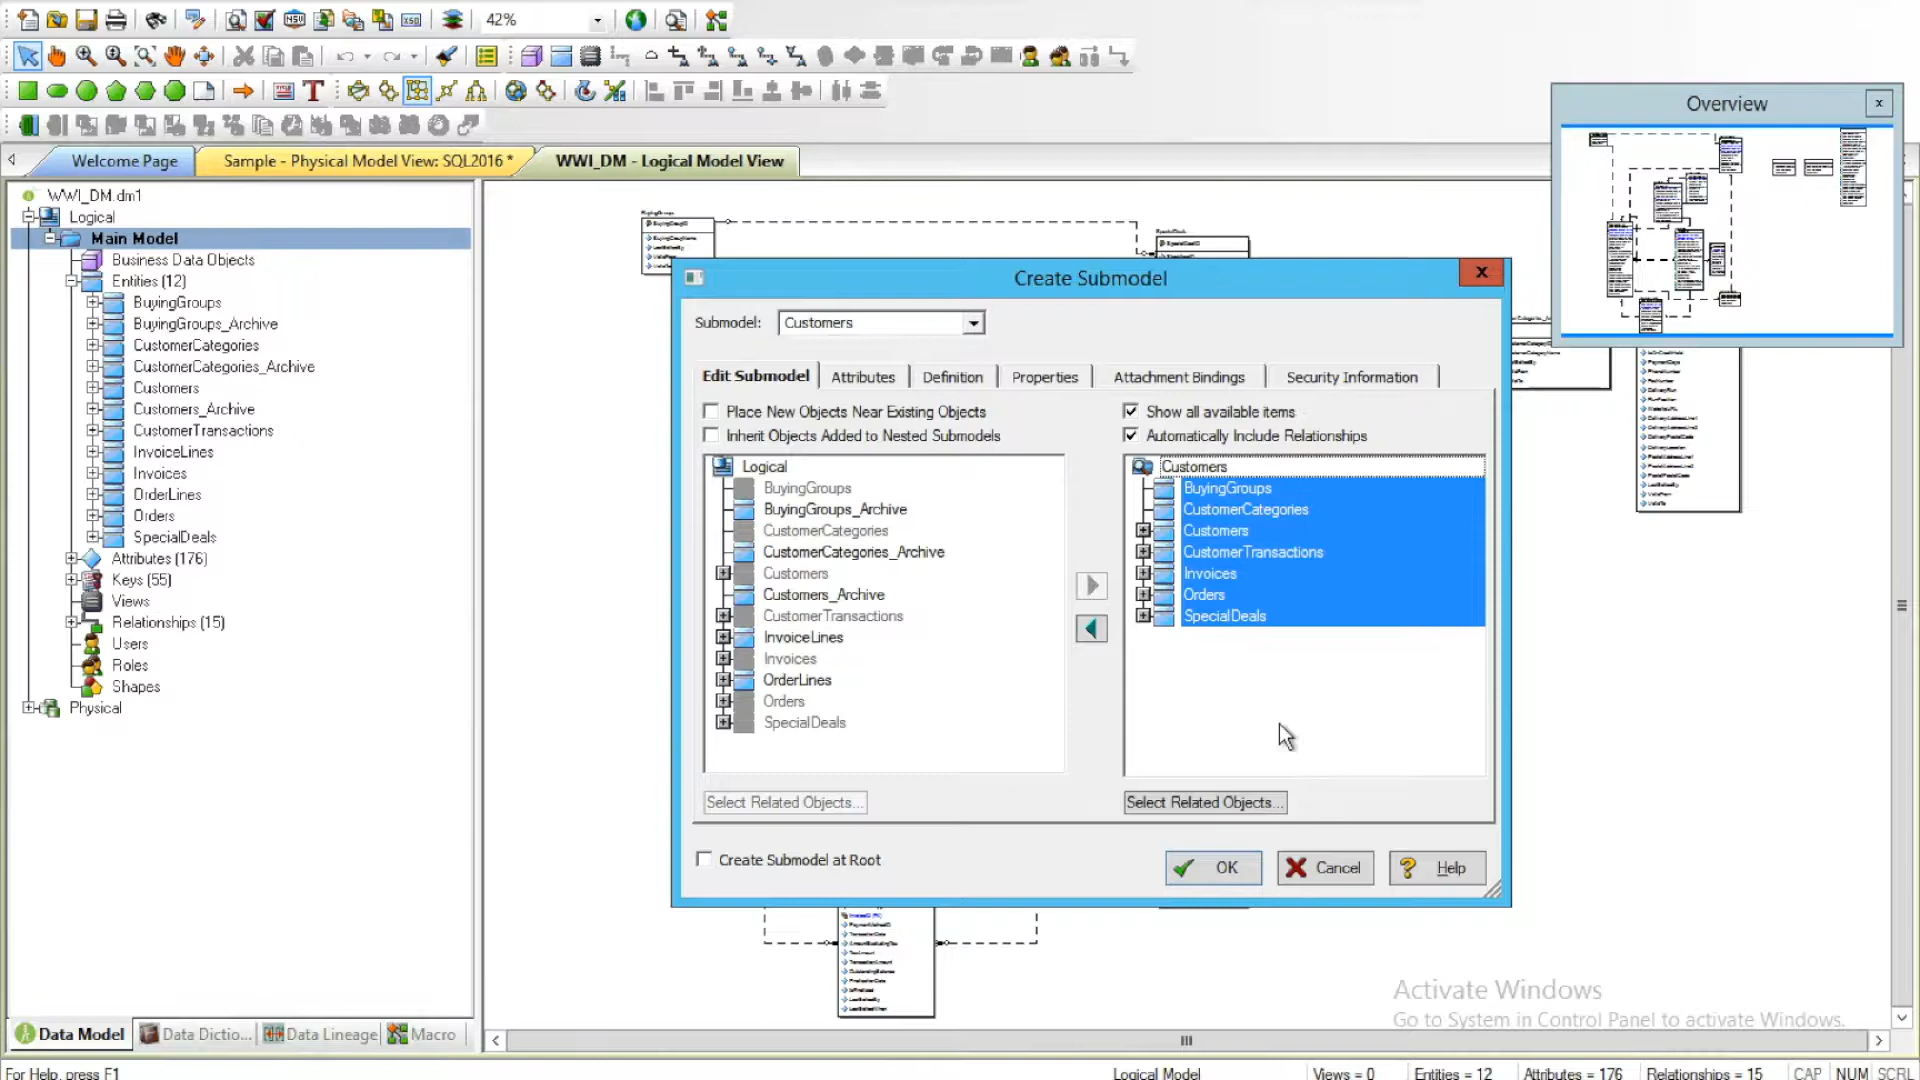 42%
Overview
x
Welcome Page
Sample - Physical Model View: SQL2016 *
WWI_DM - Logical Model View
WWI_DM.dm1
Logical
Main Model
Business Data Objects
Entities (12)
BuyingGroups
BuyingGroups_Archive
CustomerCategories
CustomerCategories_Archive
Customers
Customers_Archive
CustomerTransactions
InvoiceLines
Invoices
OrderLines
Orders
SpecialDeals
Attributes (176)
Keys (55)
Views
Relationships (15)
Users
Roles
Shapes
Physical
Create Submodel
x
Submodel:
Customers
Edit Submodel
Attributes
Definition
Properties
Attachment Bindings
Security Information
Place New Objects Near Existing Objects
Inherit Objects Added to Nested Submodels
Show all available items
Automatically Include Relationships
Logical
BuyingGroups
BuyingGroups_Archive
CustomerCategories
CustomerCategories_Archive
Customers
Customers_Archive
CustomerTransactions
InvoiceLines
Invoices
OrderLines
Orders
SpecialDeals
Customers
BuyingGroups
CustomerCategories
Customers
CustomerTransactions
Invoices
Orders
SpecialDeals
Select Related Objects...
Select Related Objects...
Create Submodel at Root
OK
Cancel
Help
Activate Windows
Go to System in Control Panel to activate Windows.
Data Model
Data Dictio...
Data Lineage
Macro
For Help, press F1
Logical Model
Views = 0
Entities = 12
Attributes = 176
Relationships = 15
CAP
NUM
SCRL